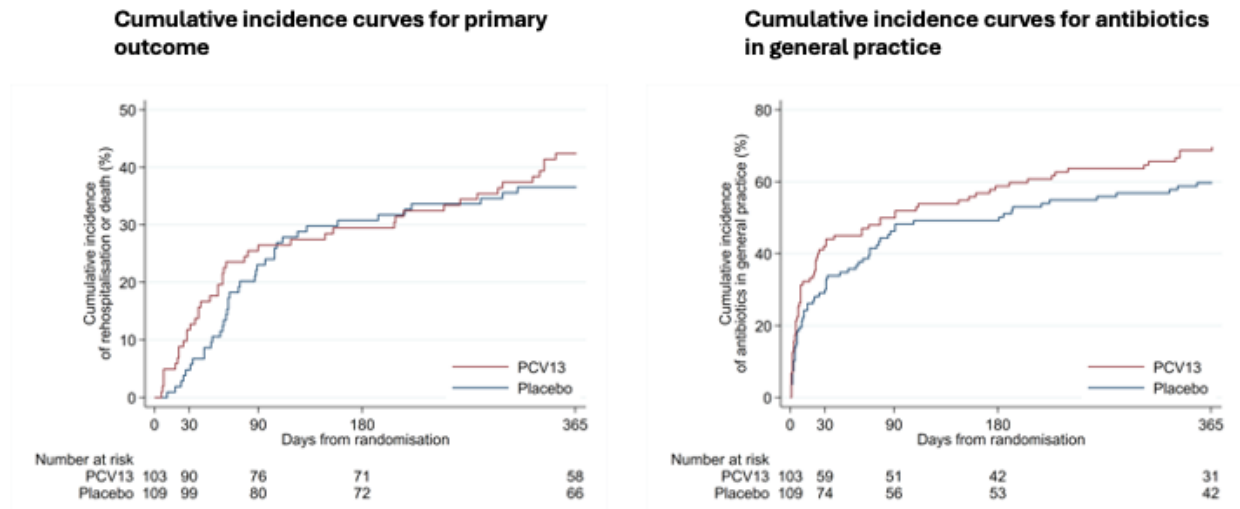 Cumulative incidence curves for primary
outcome
Cumulative incidence
of rehospitalisation or death (%)
50
40
30
20
10
0
PCV13
Placebo
0 30 90 180 365
Days from randomisation
Number at risk
PCV13 103 90 76 71 58
Placebo 109 99 80 72 66
Cumulative incidence curves for antibiotics
in general practice
Cumulative incidence
of antibiotics in general practice (%)
80
60
40
20
0
PCV13
Placebo
0 30 90 180 365
Days from randomisation
Number at risk
PCV13 103 59 51 42 31
Placebo 109 74 56 53 42